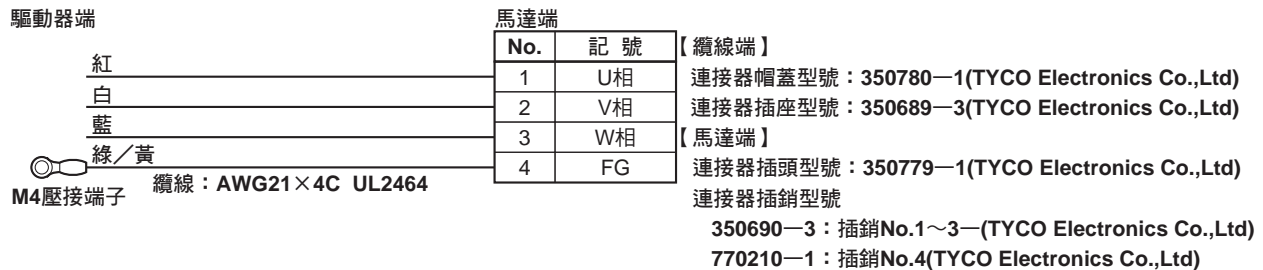 驅動器端
馬達端
No. 記 號
【 纜線端 】
紅
1 U相
連接器帽蓋型號：350780—1(TYCO Electronics Co.,Ltd)
白
2 V相
連接器插座型號：350689—3(TYCO Electronics Co.,Ltd)
藍
3 W相
【 馬達端 】
綠／黃
4 FG
連接器插頭型號：350779—1(TYCO Electronics Co.,Ltd)
M4壓接端子
纜線：AWG21×4C UL2464
連接器插銷型號
350690—3：插銷No.1～3—(TYCO Electronics Co.,Ltd)
770210—1：插銷No.4(TYCO Electronics Co.,Ltd)